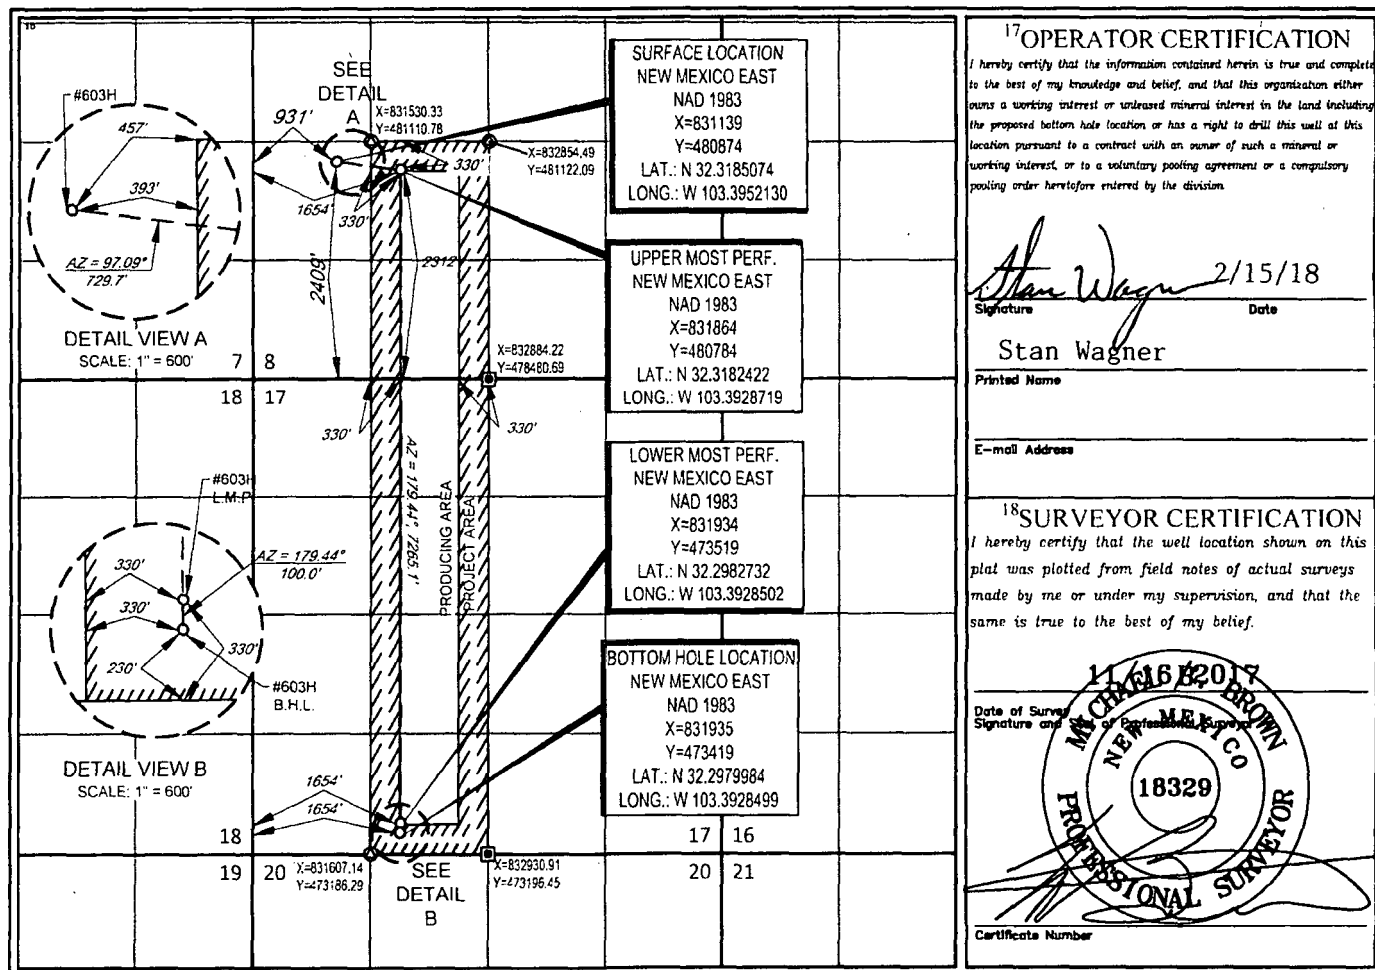 16
SEE
DETAIL
A
#603H
457'
393'
AZ = 97.09°
729.7'
DETAIL VIEW A
SCALE: 1" = 600'
931'
X=831530.33
Y=481110.78
X=832854.49
Y=481122.09
330'
1654'
330'
2409'
2312'
7 8
18 17
X=832884.22
Y=478480.69
330'
330'
AZ = 179.44°, 7265.1'
PRODUCING AREA
PROJECT AREA
#603H
L.M.P.
AZ = 179.44°
100.0'
330'
330'
330'
230'
#603H
B.H.L.
DETAIL VIEW B
SCALE: 1" = 600'
1654'
1654'
18
19 20
X=831607.14
Y=473186.29
SEE
DETAIL
B
X=832930.91
Y=473196.45
17 16
20 21
SURFACE LOCATION
NEW MEXICO EAST
NAD 1983
X=831139
Y=480874
LAT.: N 32.3185074
LONG.: W 103.3952130
UPPER MOST PERF.
NEW MEXICO EAST
NAD 1983
X=831864
Y=480784
LAT.: N 32.3182422
LONG.: W 103.3928719
LOWER MOST PERF.
NEW MEXICO EAST
NAD 1983
X=831934
Y=473519
LAT.: N 32.2982732
LONG.: W 103.3928502
BOTTOM HOLE LOCATION
NEW MEXICO EAST
NAD 1983
X=831935
Y=473419
LAT.: N 32.2979984
LONG.: W 103.3928499
17 OPERATOR CERTIFICATION
I hereby certify that the information contained herein is true and complete
to the best of my knowledge and belief, and that this organization either
owns a working interest or unleased mineral interest in the land including
the proposed bottom hole location or has a right to drill this well at this
location pursuant to a contract with an owner of such a mineral or
working interest, or to a voluntary pooling agreement or a compulsory
pooling order heretofore entered by the division.
Stan Wagner 2/15/18
Signature Date
Stan Wagner
Printed Name
E-mail Address
18 SURVEYOR CERTIFICATION
I hereby certify that the well location shown on this
plat was plotted from field notes of actual surveys
made by me or under my supervision, and that the
same is true to the best of my belief.
11/16/2017
Date of Survey
Signature and Seal of Professional Surveyor
MICHAEL B. BROWN
NEW MEXICO
18329
PROFESSIONAL SURVEYOR
Certificate Number